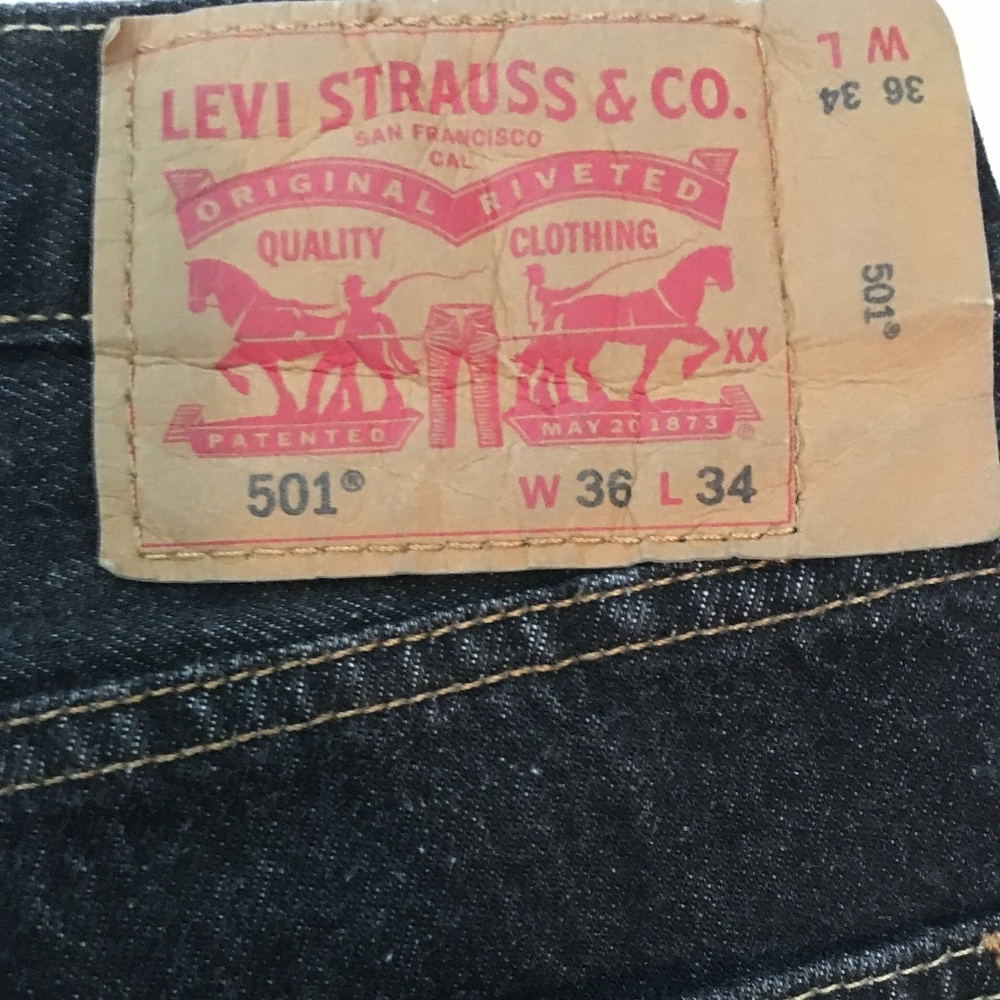 LEVI STRAUSS & CO.
SAN FRANCISCO
CAL
ORIGINAL RIVETED
QUALITY CLOTHING
XX
PATENTED MAY 20 1873 ®
501® W 36 L 34
W L
36 34
501®